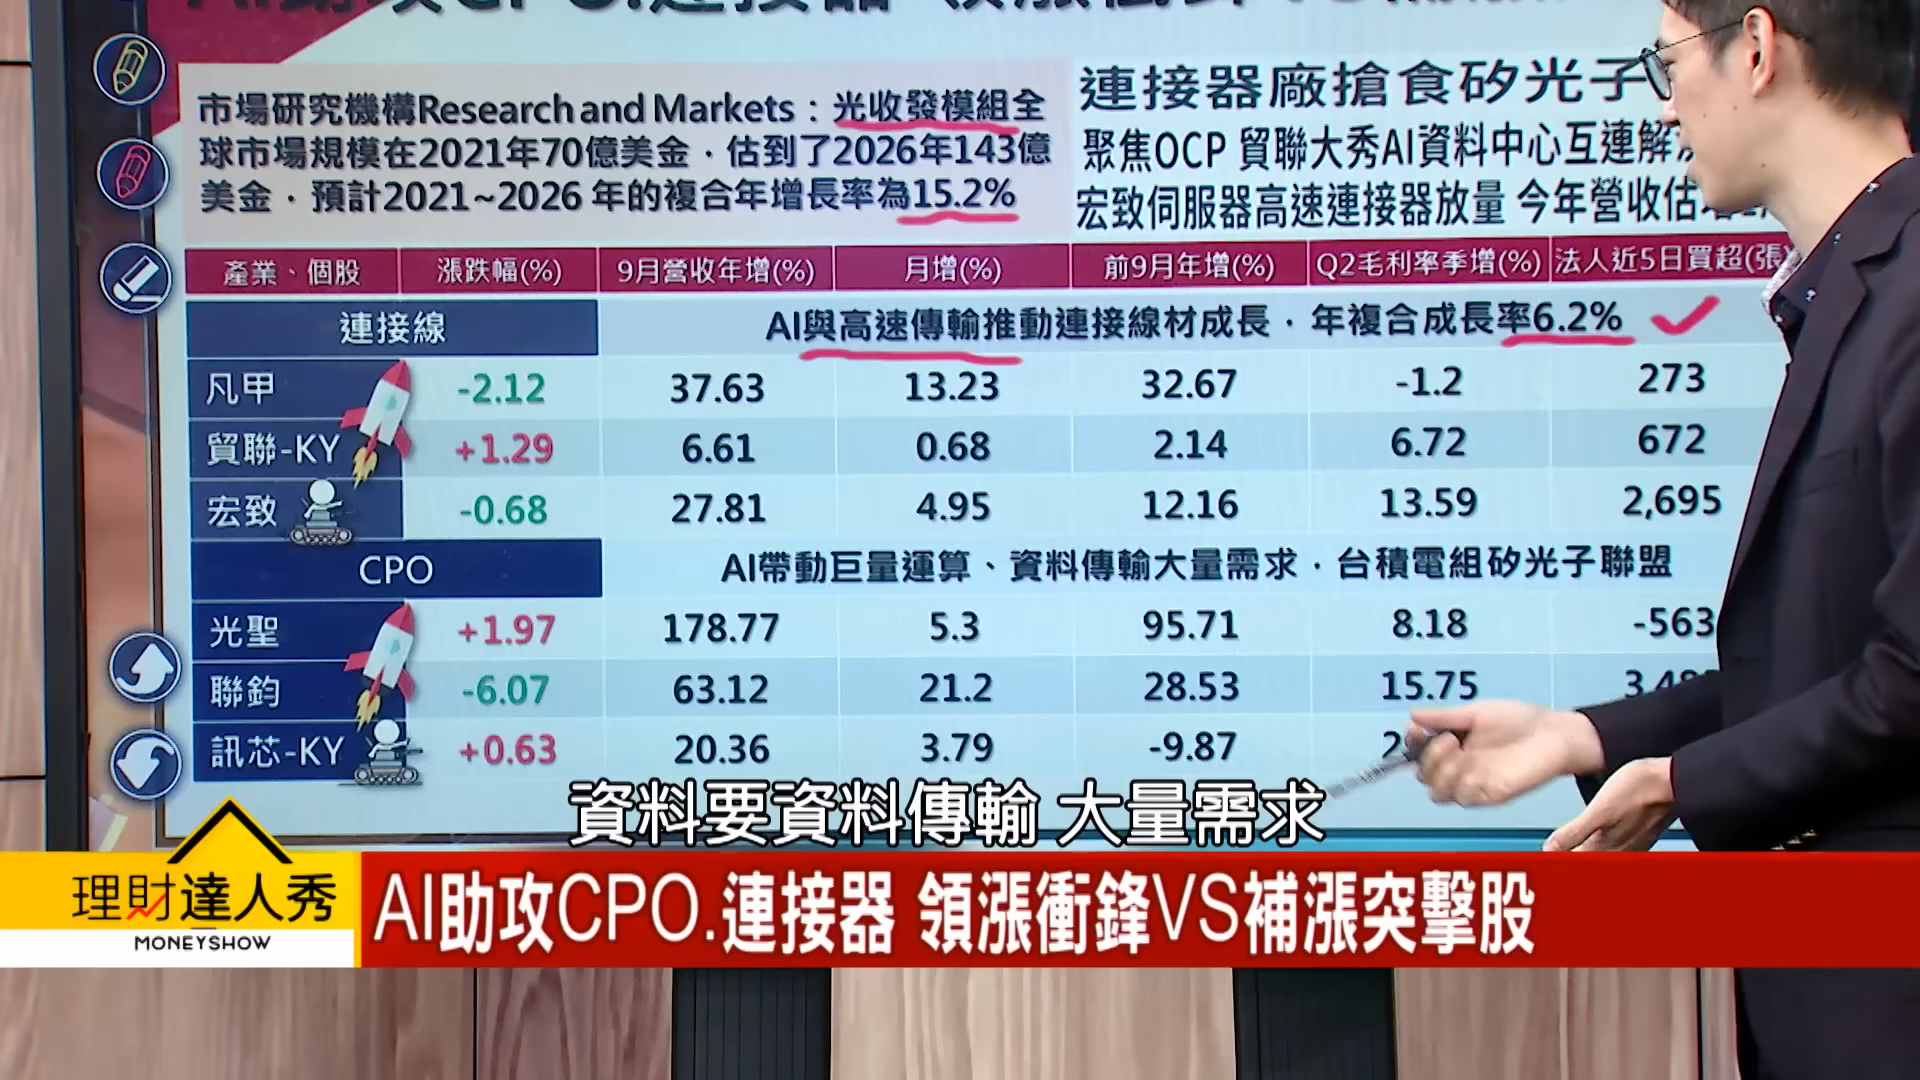 市場研究機構Research and Markets：光收發模組全
球市場規模在2021年70億美金，估到了2026年143億
美金，預計2021~2026 年的複合年增長率為15.2%
連接器廠搶食矽光子
聚焦OCP 貿聯大秀AI資料中心互連解
宏致伺服器高速連接器放量 今年營收估
產業、個股 漲跌幅(%) 9月營收年增(%) 月增(%) 前9月年增(%) Q2毛利率季增(%) 法人近5日買超(張)
連接線 AI與高速傳輸推動連接線材成長，年複合成長率6.2%
凡甲 -2.12 37.63 13.23 32.67 -1.2 273
貿聯-KY +1.29 6.61 0.68 2.14 6.72 672
宏致 -0.68 27.81 4.95 12.16 13.59 2,695
CPO AI帶動巨量運算、資料傳輸大量需求，台積電組矽光子聯盟
光聖 +1.97 178.77 5.3 95.71 8.18 -563
聯鈞 -6.07 63.12 21.2 28.53 15.75
訊芯-KY +0.63 20.36 3.79 -9.87
資料要資料傳輸 大量需求
理財達人秀
MONEYSHOW
AI助攻CPO.連接器 領漲衝鋒VS補漲突擊股